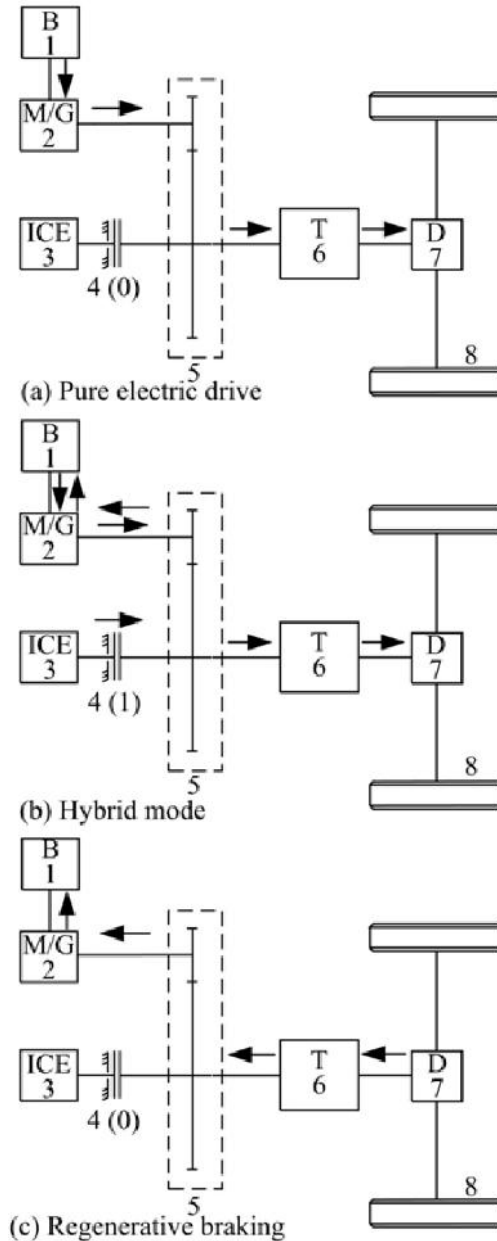 B
1
M/G
2
ICE
3
4 (0)
5
T
6
D
7
8
(a) Pure electric drive
B
1
M/G
2
ICE
3
4 (1)
5
T
6
D
7
8
(b) Hybrid mode
B
1
M/G
2
ICE
3
4 (0)
5
T
6
D
7
8
(c) Regenerative braking